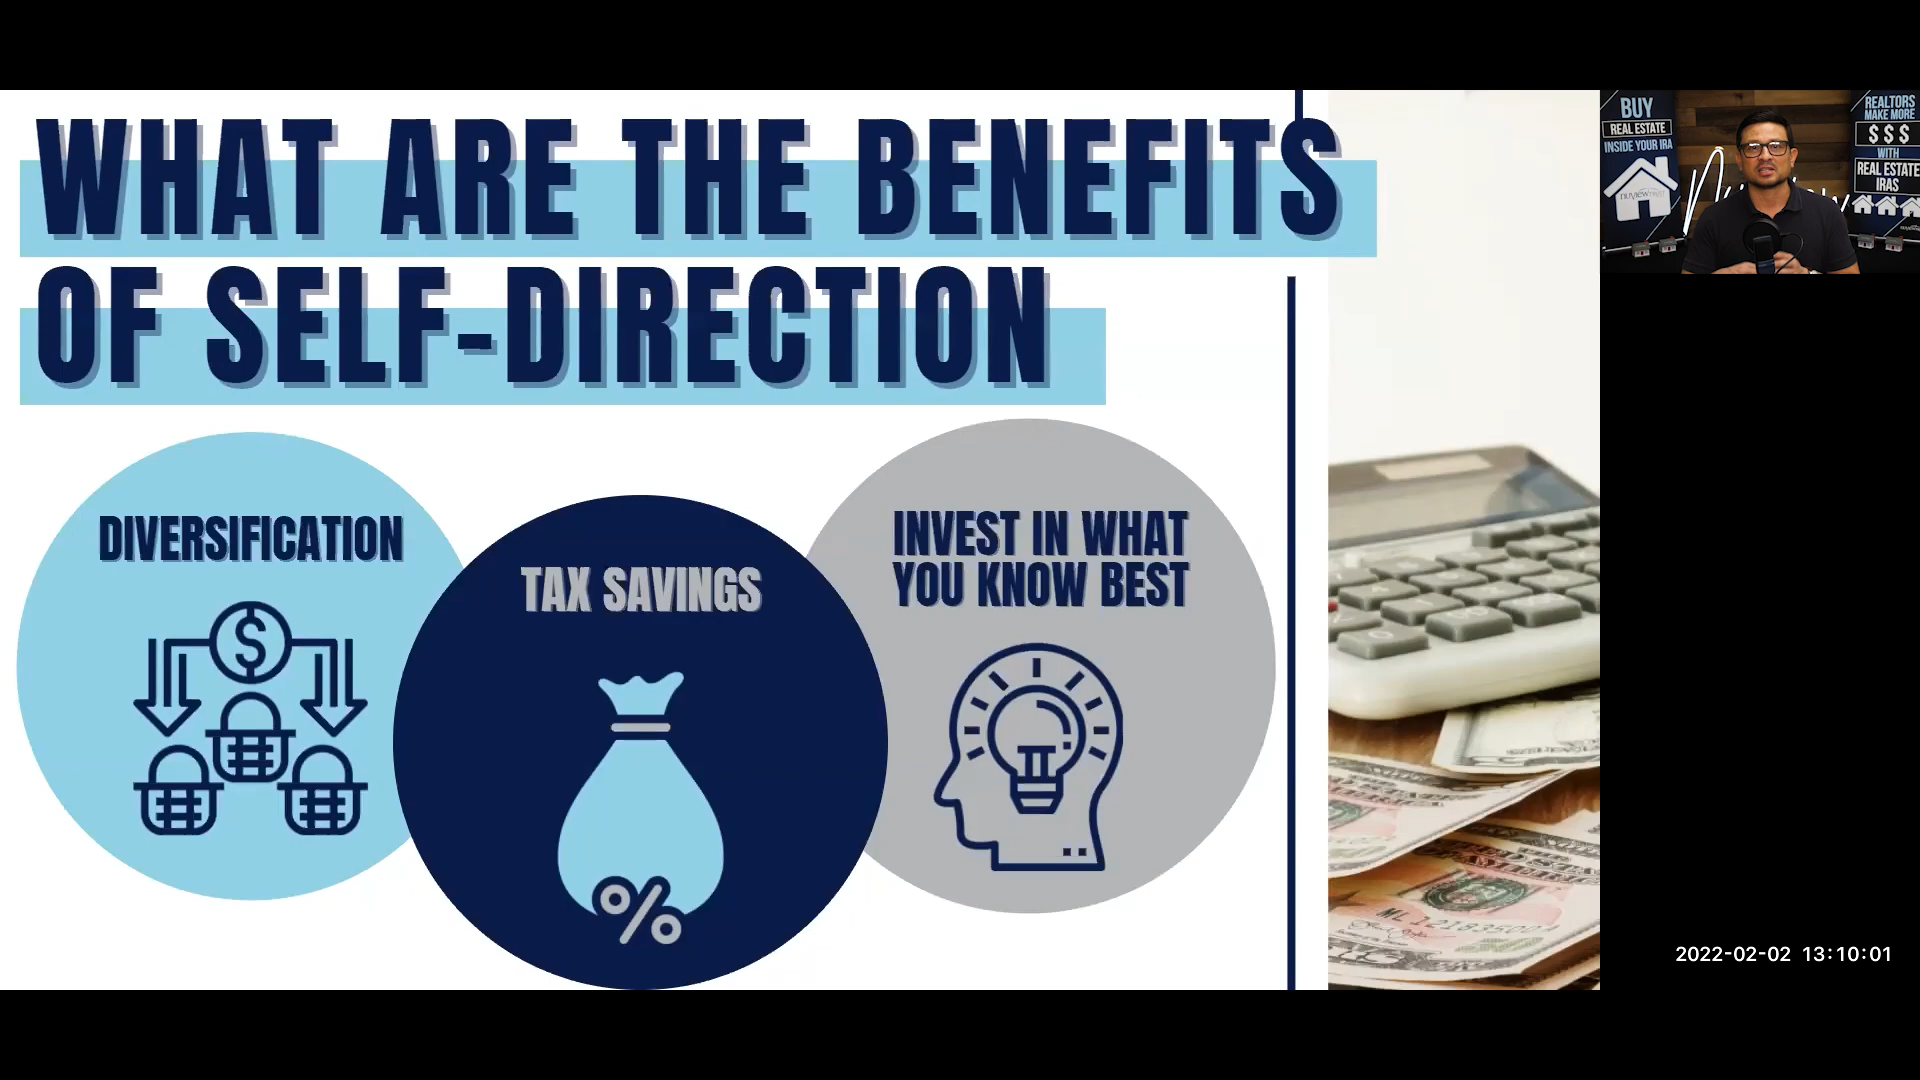 WHAT ARE THE BENEFITS
OF SELF-DIRECTION
DIVERSIFICATION
$
TAX SAVINGS
%
INVEST IN WHAT
YOU KNOW BEST
BUY
REAL ESTATE
INSIDE YOUR IRA
REALTORS
MAKE MORE
$ $ $
WITH
REAL ESTATE
IRAS
2022-02-02 13:10:01